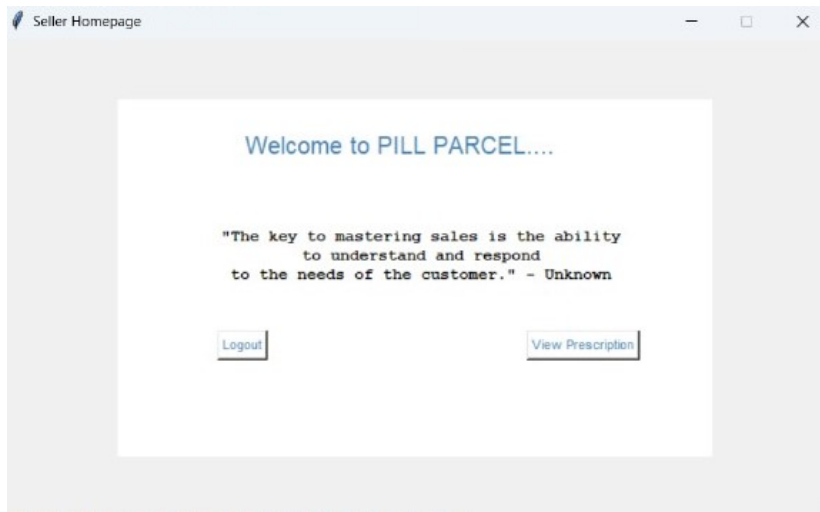 Seller Homepage
Welcome to PILL PARCEL....
"The key to mastering sales is the ability
to understand and respond
to the needs of the customer." - Unknown
Logout
View Prescription